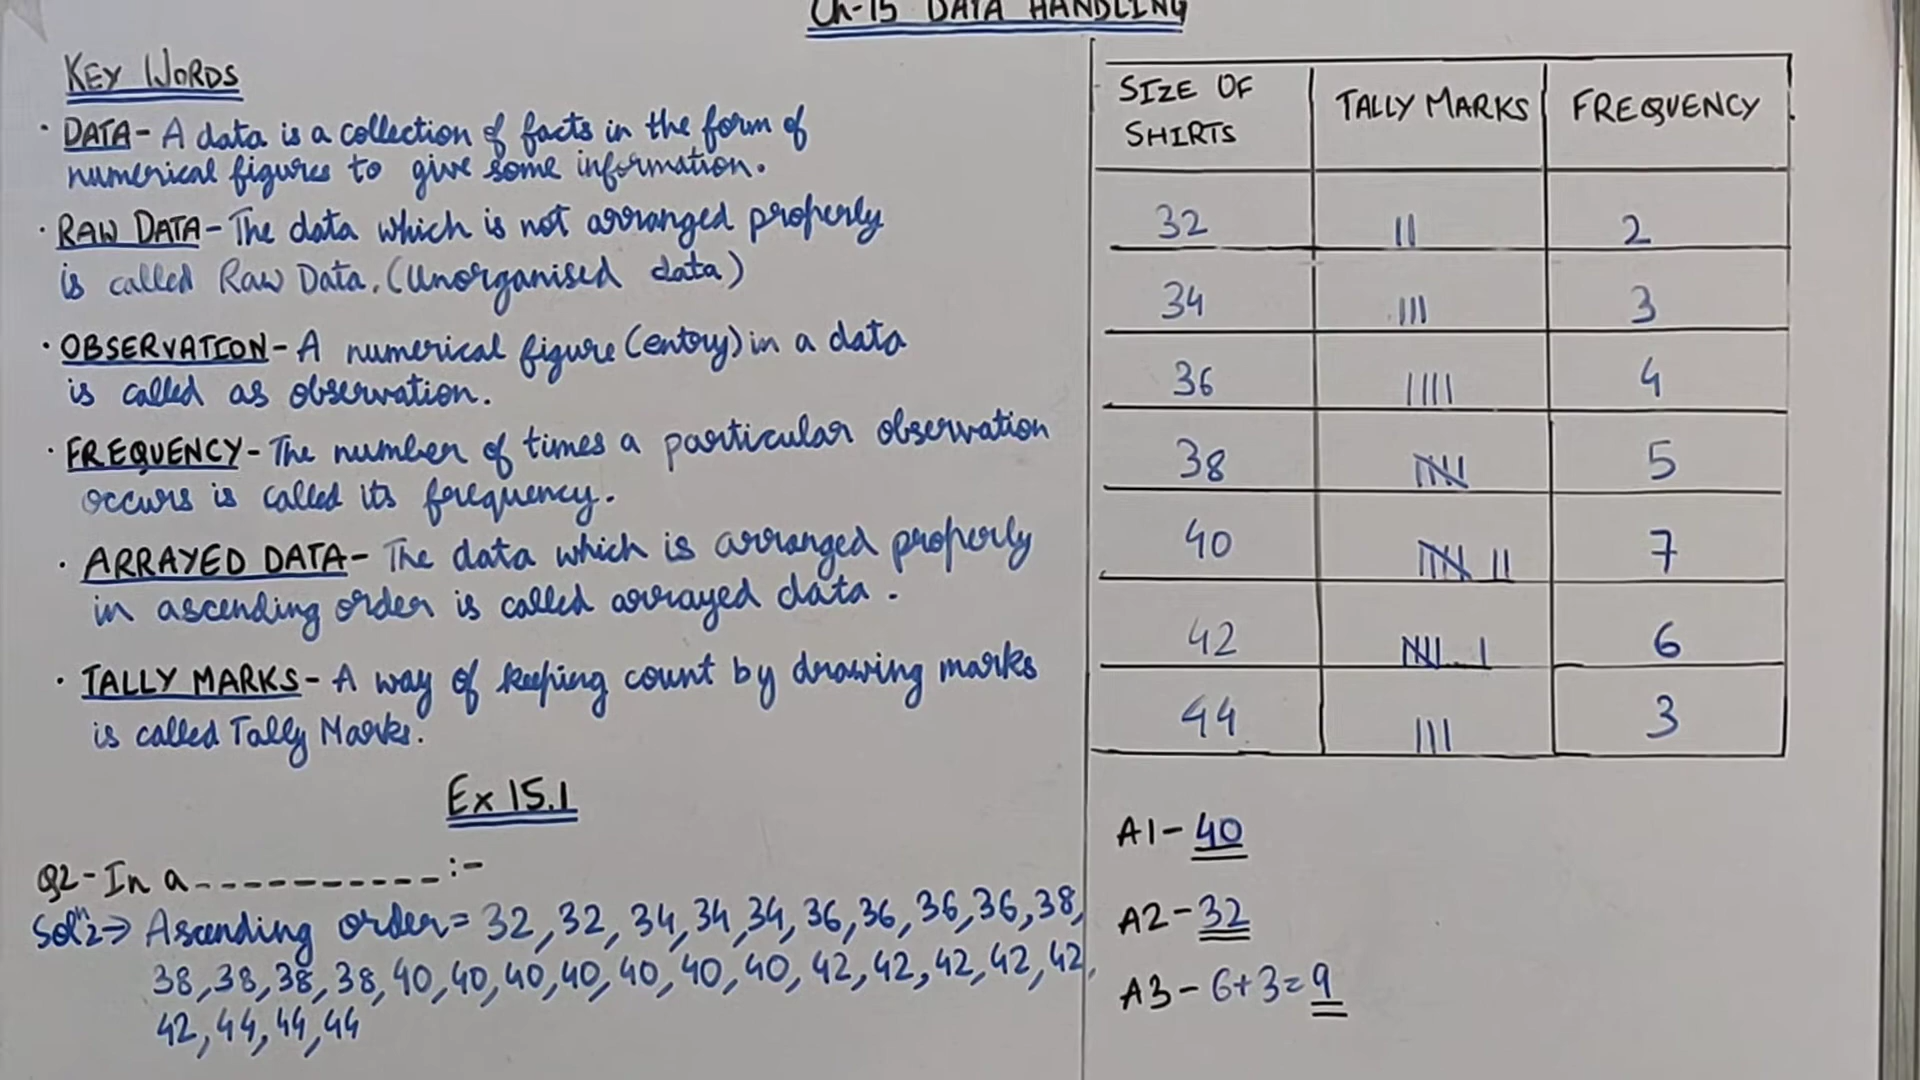 Ch-15 DATA HANDLING
KEY WORDS
· DATA- A data is a collection of facts in the form of
numerical figures to give some information.
· RAW DATA- The data which is not arranged properly
is called Raw Data. (Unorganised data)
· OBSERVATION- A numerical figure (entry) in a data
is called as observation.
· FREQUENCY- The number of times a particular observation
occurs is called its frequency.
· ARRAYED DATA- The data which is arranged properly
in ascending order is called arrayed data.
· TALLY MARKS- A way of keeping count by drawing marks
is called Tally Marks.
Ex 15.1
Q2- In a ----------- :-
Solⁿ2→ Ascending order= 32, 32, 34, 34, 34, 36, 36, 36, 36, 38,
38, 38, 38, 38, 40, 40, 40, 40, 40, 40, 40, 42, 42, 42, 42, 42,
42, 44, 44, 44
SIZE OF SHIRTS TALLY MARKS FREQUENCY
32 || 2
34 ||| 3
36 |||| 4
38 N||| 5
40 N||| || 7
42 N||| | 6
44 ||| 3
A1- 40
A2- 32
A3- 6+3= 9